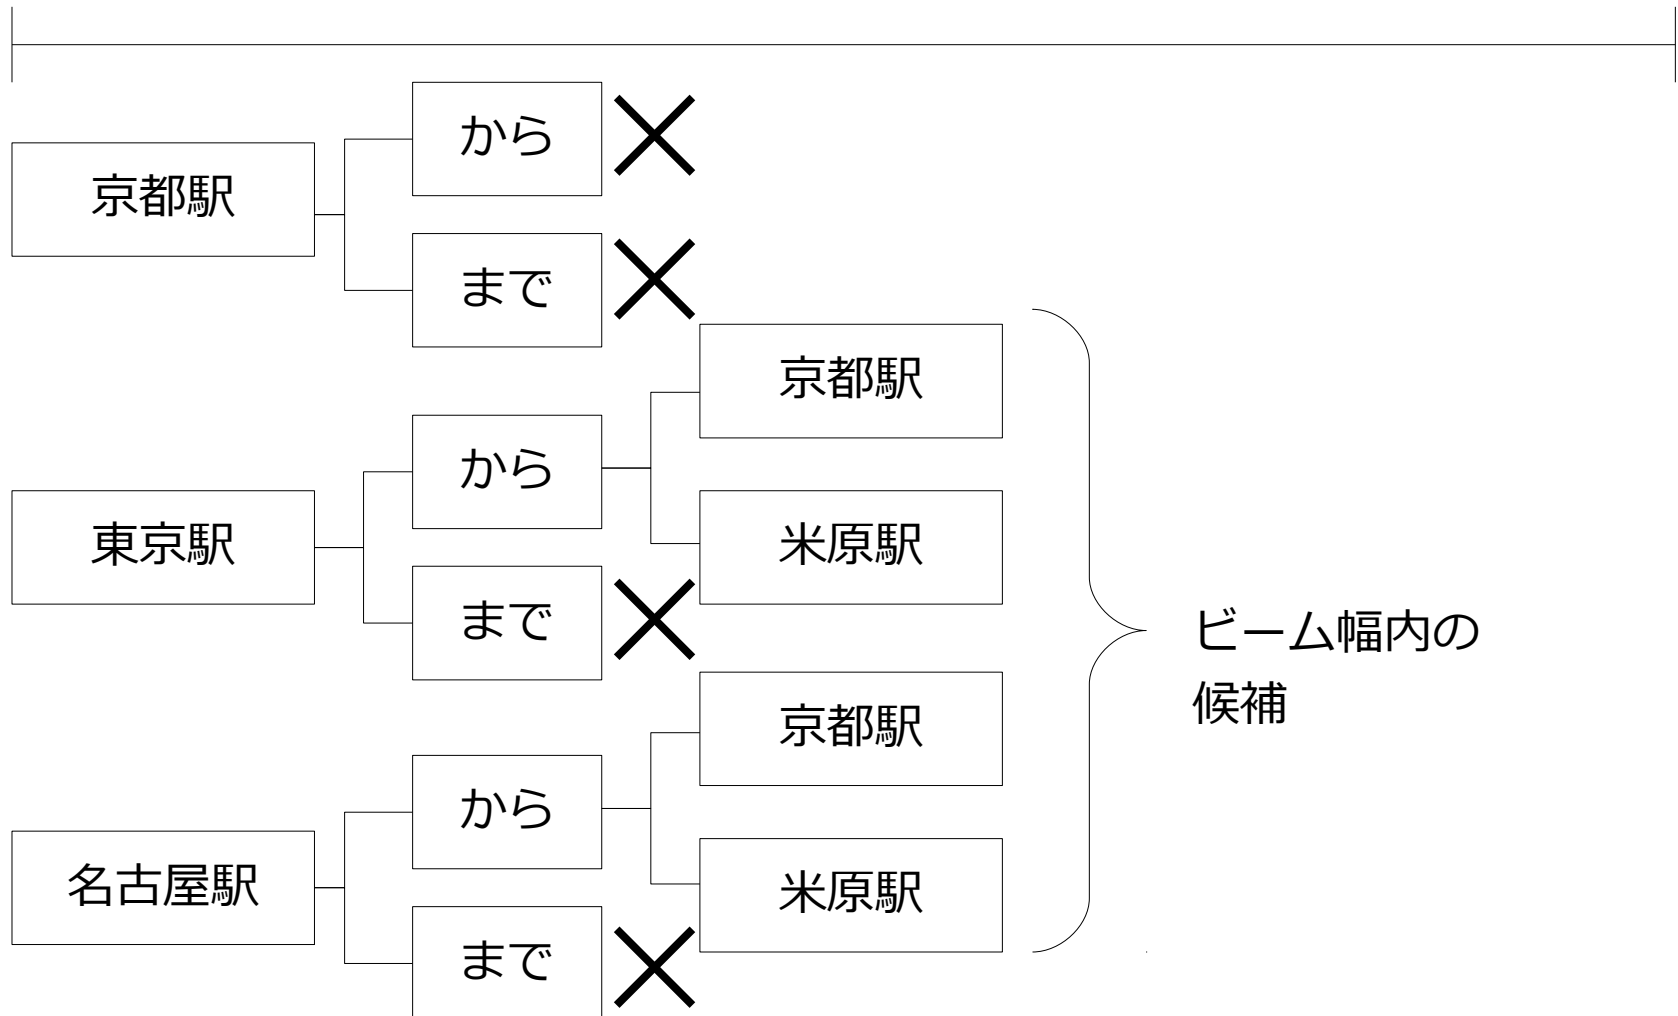 京都駅
から
まで
東京駅
から
まで
京都駅
米原駅
名古屋駅
から
まで
京都駅
米原駅
ビーム幅内の
候補